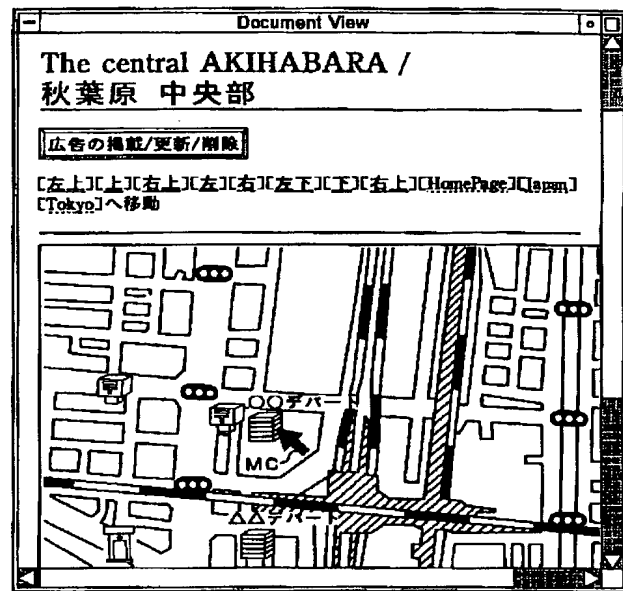 Document View
The central AKIHABARA /
秋葉原 中央部
広告の掲載/更新/削除
[左上][上][右上][左][右][左下][下][右上][HomePage][Japan]
[Tokyo]へ移動
○○デパート
MC
△△デパート